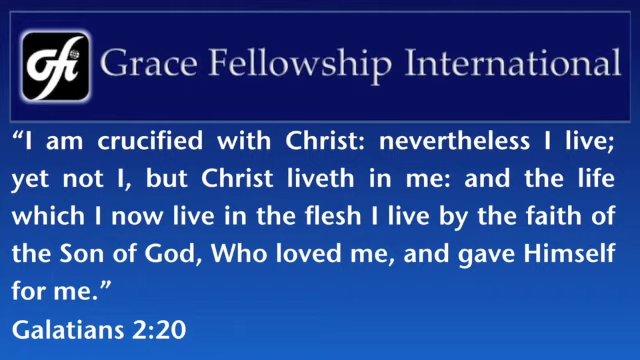 Gfi
Grace Fellowship International
“I am crucified with Christ: nevertheless I live;
yet not I, but Christ liveth in me: and the life
which I now live in the flesh I live by the faith of
the Son of God, Who loved me, and gave Himself
for me.”
Galatians 2:20